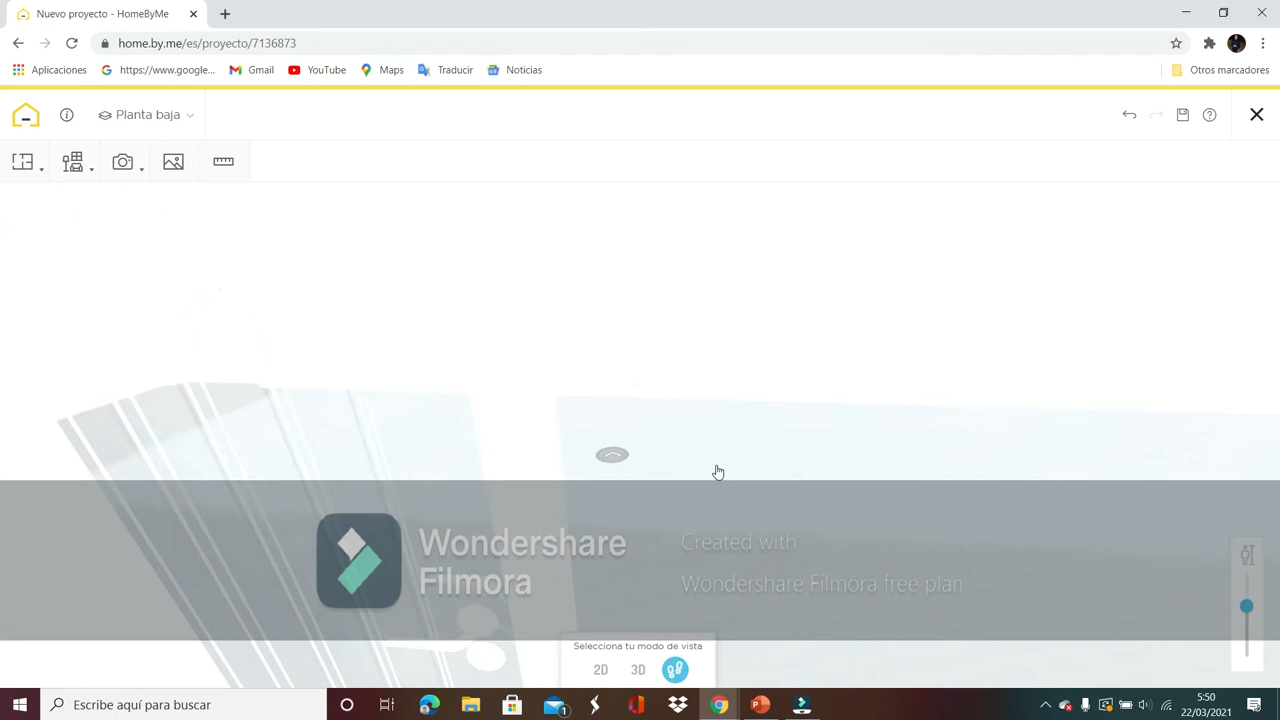 Nuevo proyecto - HomeByMe
home.by.me/es/proyecto/7136873
Aplicaciones https://www.google... Gmail YouTube Maps Traducir Noticias Otros marcadores
Planta baja
Wondershare
Filmora
Created with
Wondershare Filmora free plan
Selecciona tu modo de vista
2D 3D
Escribe aquí para buscar
1
5:50
22/03/2021